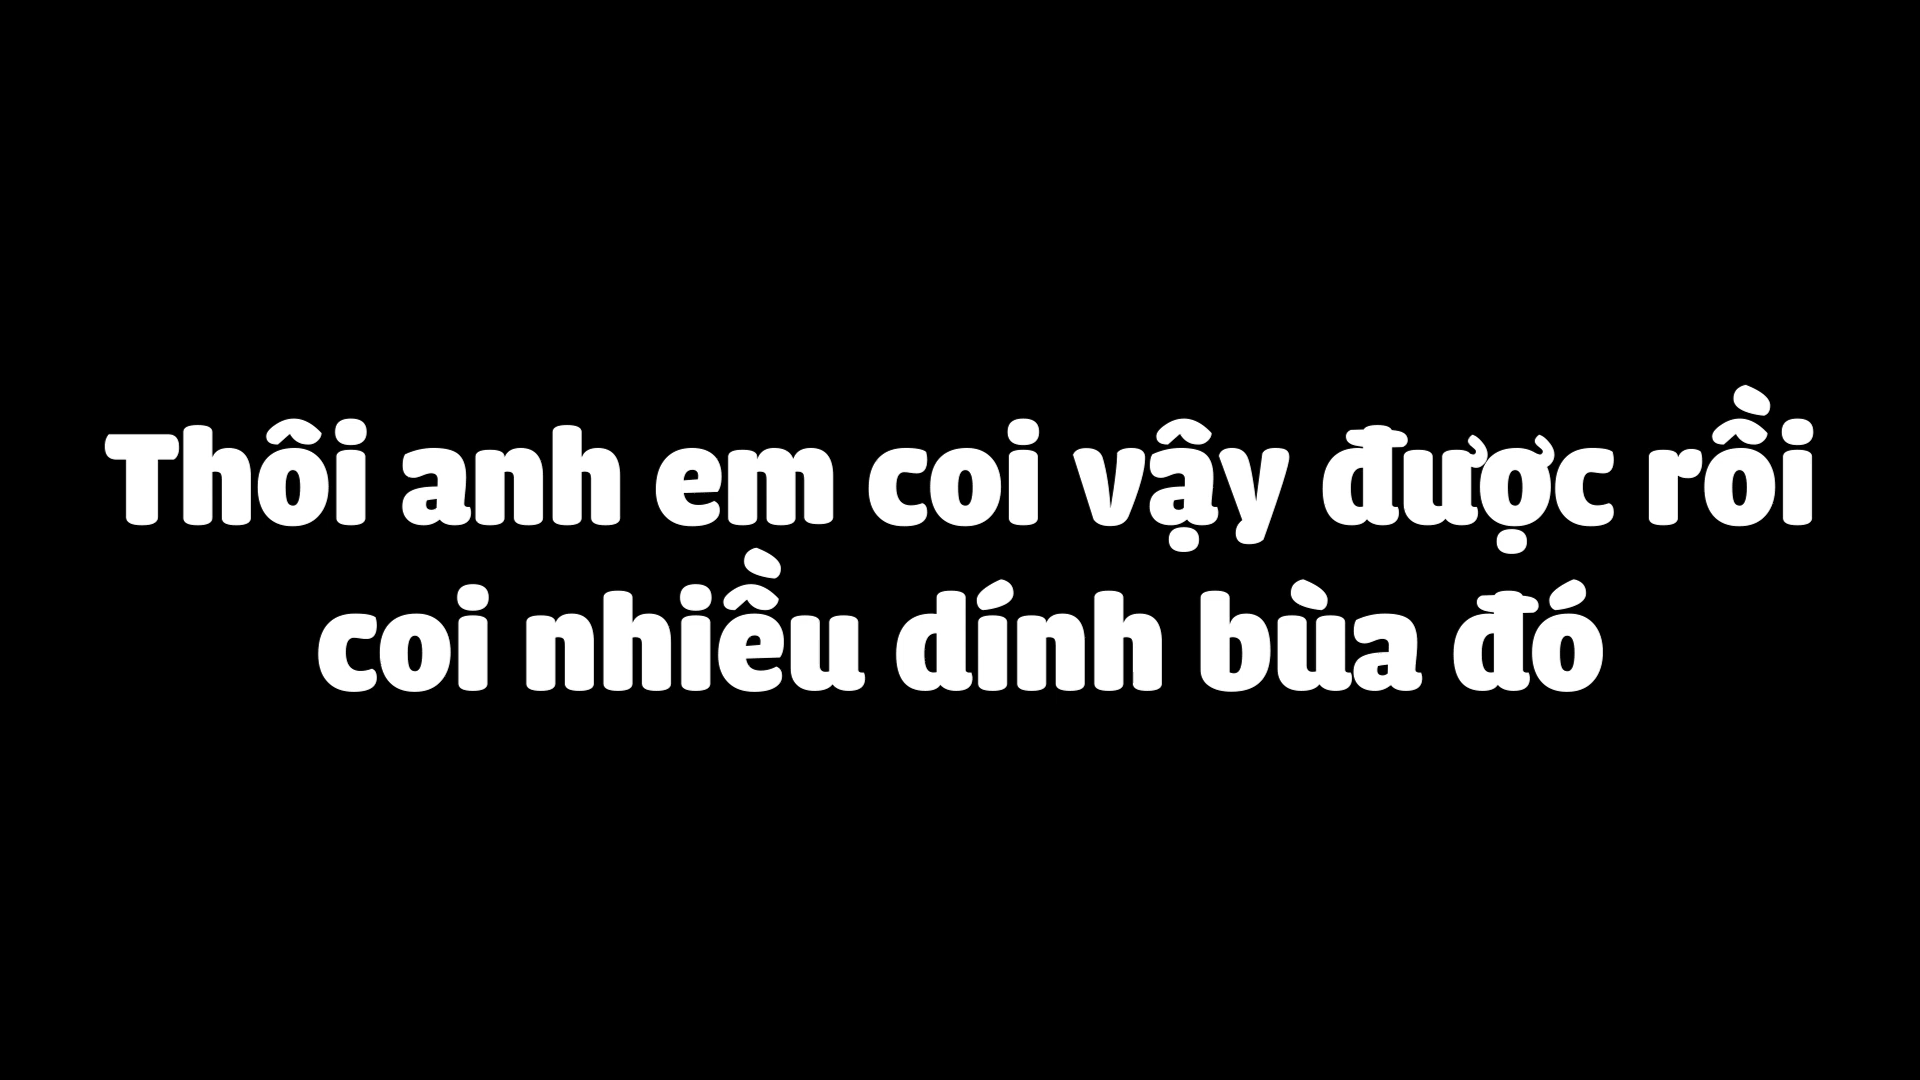 Thôi anh em coi vậy được rồi
coi nhiều dính bùa đó